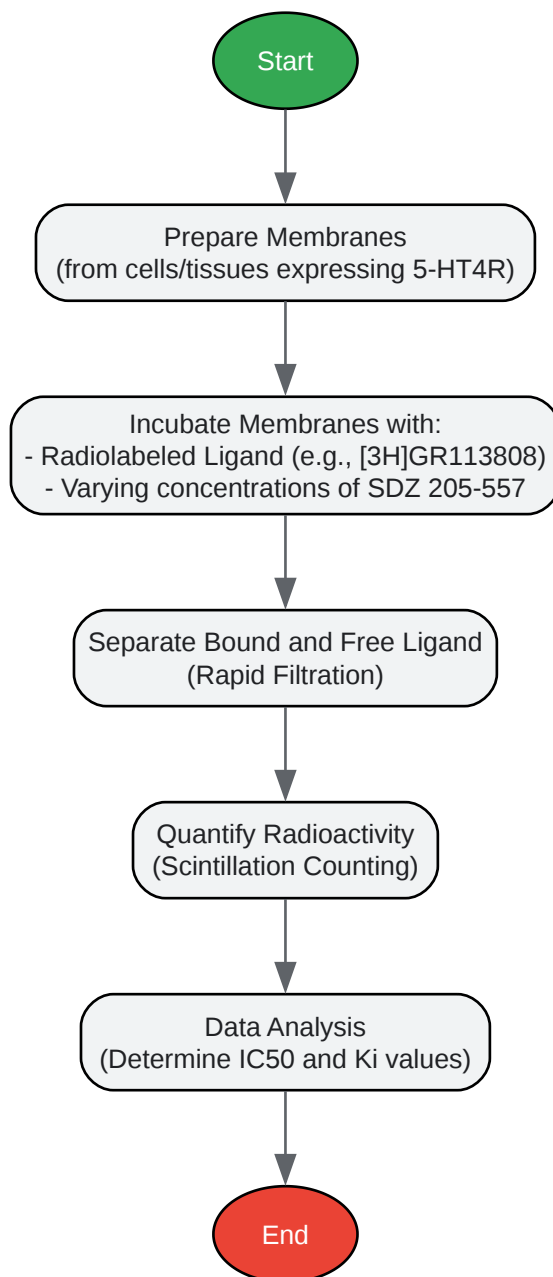 Start
Prepare Membranes
(from cells/tissues expressing 5-HT4R)
Incubate Membranes with:
- Radiolabeled Ligand (e.g., [3H]GR113808)
- Varying concentrations of SDZ 205-557
Separate Bound and Free Ligand
(Rapid Filtration)
Quantify Radioactivity
(Scintillation Counting)
Data Analysis
(Determine IC50 and Ki values)
End